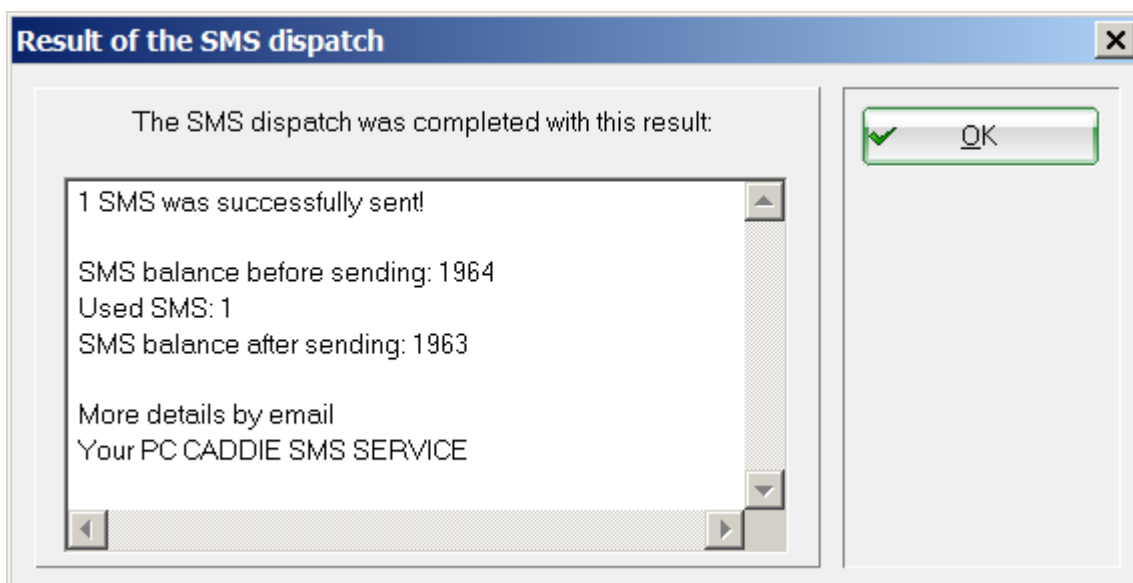 Result of the SMS dispatch
The SMS dispatch was completed with this result:
OK
1 SMS was successfully sent!
SMS balance before sending: 1964
Used SMS: 1
SMS balance after sending: 1963
More details by email
Your PC CADDIE SMS SERVICE